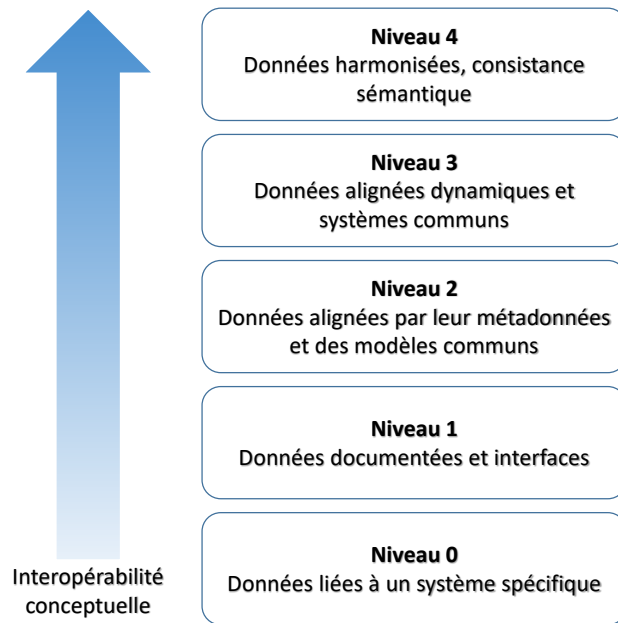 Niveau 4
Données harmonisées, consistance
sémantique
Niveau 3
Données alignées dynamiques et
systèmes communs
Niveau 2
Données alignées par leur métadonnées
et des modèles communs
Niveau 1
Données documentées et interfaces
Niveau 0
Données liées à un système spécifique
Interopérabilité
conceptuelle